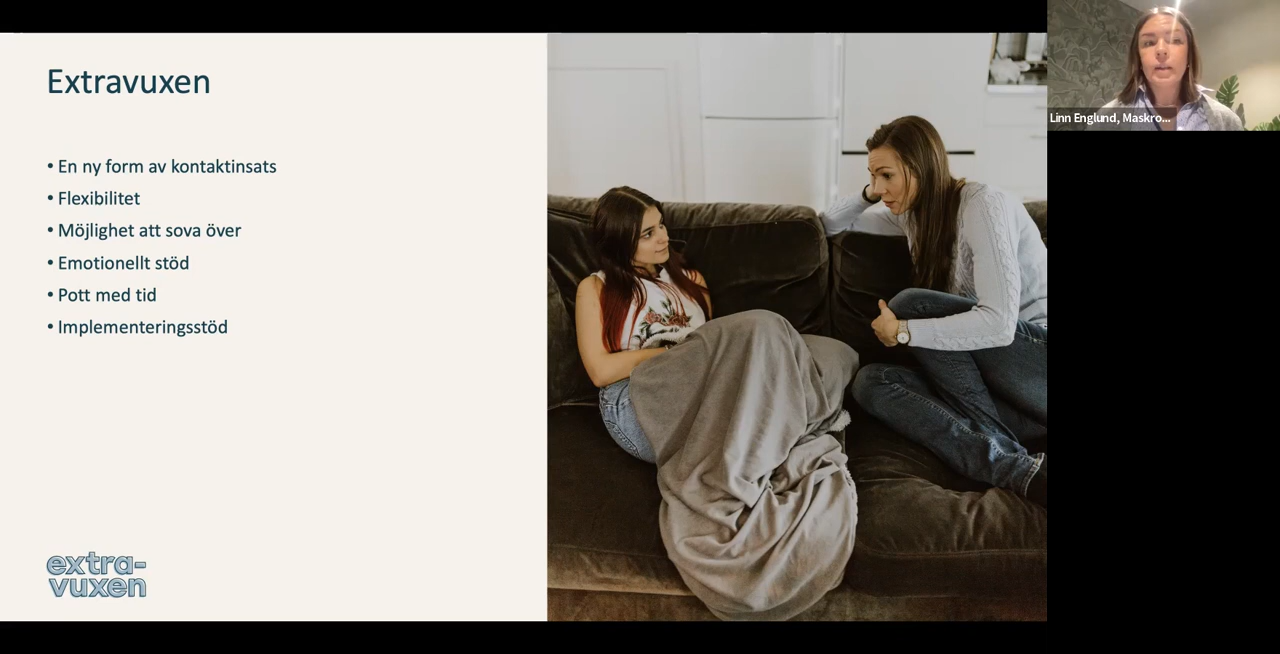 Extravuxen
• En ny form av kontaktinsats
• Flexibilitet
• Möjlighet att sova över
• Emotionellt stöd
• Pott med tid
• Implementeringsstöd
extra-
vuxen
Linn Englund, Maskro...